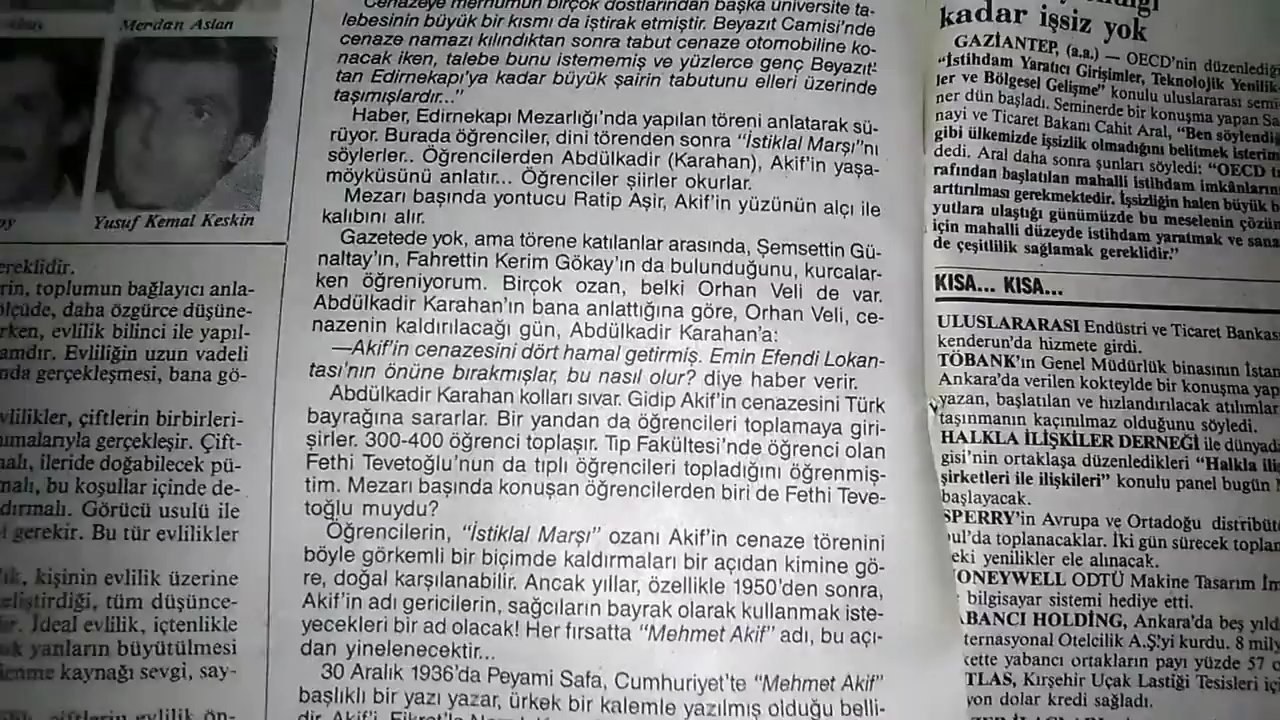 Merdan Aslan
Yusuf Kemal Keskin
ereklidir.
rin, toplumun bağlayıcı anla-
ölçüde, daha özgürce düşüne-
rken, evlilik bilinci ile yapıl-
amdır. Evliliğin uzun vadeli
nda gerçekleşmesi, bana gö-
vlilikler, çiftlerin birbirleri-
ımalarıyla gerçekleşir. Çift-
nalı, ileride doğabilecek pü-
malı, bu koşullar içinde de-
dırmalı. Görücü usulü ile
gerekir. Bu tür evlilikler
kişinin evlilik üzerine
eliştirdiği, tüm düşünce-
İdeal evlilik, içtenlikle
yanların büyütülmesi
kaynağı sevgi, say-
çiftlerin evlilik ön-
Cenazeye merhumun birçok dostlarından başka üniversite ta-
lebesinin büyük bir kısmı da iştirak etmiştir. Beyazıt Camisi'nde
cenaze namazı kılındıktan sonra tabut cenaze otomobiline ko-
nacak iken, talebe bunu istememiş ve yüzlerce genç Beyazıt'-
tan Edirnekapı'ya kadar büyük şairin tabutunu elleri üzerinde
taşımışlardır..."
Haber, Edirnekapı Mezarlığı'nda yapılan töreni anlatarak sü-
rüyor. Burada öğrenciler, dini törenden sonra "İstiklal Marşı"nı
söylerler.. Öğrencilerden Abdülkadir (Karahan), Akif'in yaşa-
möyküsünü anlatır... Öğrenciler şiirler okurlar.
Mezarı başında yontucu Ratip Aşir, Akif'in yüzünün alçı ile
kalıbını alır.
Gazetede yok, ama törene katılanlar arasında, Şemsettin Gü-
naltay'ın, Fahrettin Kerim Gökay'ın da bulunduğunu, kurcalar-
ken öğreniyorum. Birçok ozan, belki Orhan Veli de var.
Abdülkadir Karahan'ın bana anlattığına göre, Orhan Veli, ce-
nazenin kaldırılacağı gün, Abdülkadir Karahan'a:
—Akif'in cenazesini dört hamal getirmiş. Emin Efendi Lokan-
tası'nın önüne bırakmışlar, bu nasıl olur? diye haber verir.
Abdülkadir Karahan kolları sıvar. Gidip Akif'in cenazesini Türk
bayrağına sararlar. Bir yandan da öğrencileri toplamaya giri-
şirler. 300-400 öğrenci toplaşır. Tıp Fakültesi'nde öğrenci olan
Fethi Tevetoğlu'nun da tıplı öğrencileri topladığını öğrenmiş-
tim. Mezarı başında konuşan öğrencilerden biri de Fethi Teve-
toğlu muydu?
Öğrencilerin, "İstiklal Marşı" ozanı Akif'in cenaze törenini
böyle görkemli bir biçimde kaldırmaları bir açıdan kimine gö-
re, doğal karşılanabilir. Ancak yıllar, özellikle 1950'den sonra,
Akif'in adı gericilerin, sağcıların bayrak olarak kullanmak iste-
yecekleri bir ad olacak! Her fırsatta "Mehmet Akif" adı, bu açı-
dan yinelenecektir...
30 Aralık 1936'da Peyami Safa, Cumhuriyet'te "Mehmet Akif"
başlıklı bir yazı yazar, ürkek bir kalemle yazılmış olduğu belli-
kadar işsiz yok
GAZİANTEP, (a.a.) — OECD'nin düzenlediği
"İstihdam Yaratıcı Girişimler, Teknolojik Yenilik-
ler ve Bölgesel Gelişme" konulu uluslararası semi-
ner dün başladı. Seminerde bir konuşma yapan Sa-
nayi ve Ticaret Bakanı Cahit Aral, "Ben söylendiğ
gibi ülkemizde işsizlik olmadığını belitmek isterim
dedi. Aral daha sonra şunları söyledi: "OECD t
rafından başlatılan mahalli istihdam imkânların
arttırılması gerekmektedir. İşsizliğin halen büyük b
yutlara ulaştığı günümüzde bu meselenin çözün
için mahalli düzeyde istihdam yaratmak ve sana
de çeşitlilik sağlamak gereklidir."
KISA... KISA...
ULUSLARARASI Endüstri ve Ticaret Bankas
kenderun'da hizmete girdi.
TÖBANK'ın Genel Müdürlük binasının İstan
Ankara'da verilen kokteylde bir konuşma yap
yazan, başlatılan ve hızlandırılacak atılımlar
taşınmanın kaçınılmaz olduğunu söyledi.
HALKLA İLİŞKİLER DERNEĞİ ile dünyad
gisi'nin ortaklaşa düzenledikleri "Halkla ili
şirketleri ile ilişkileri" konulu panel bugün
başlayacak.
SPERRY'in Avrupa ve Ortadoğu distribüt
ul'da toplanacaklar. İki gün sürecek toplan
eki yenilikler ele alınacak.
ONEYWELL ODTÜ Makine Tasarım İm
bilgisayar sistemi hediye etti.
ABANCI HOLDİNG, Ankara'da beş yıld
ternasyonal Otelcilik A.Ş'yi kurdu. 8 mily
kette yabancı ortakların payı yüzde 57 o
TLAS, Kırşehir Uçak Lastiği Tesisleri içi
yon dolar kredi sağladı.